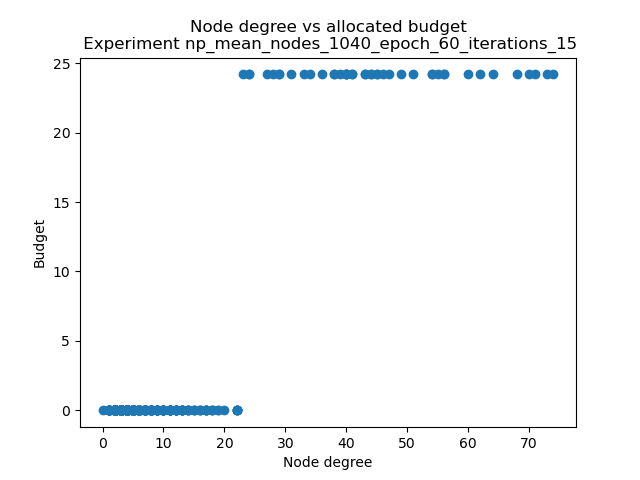 Node degree vs allocated budget
Experiment np_mean_nodes_1040_epoch_60_iterations_15
25
20
15
10
5
0
Budget
0 10 20 30 40 50 60 70
Node degree